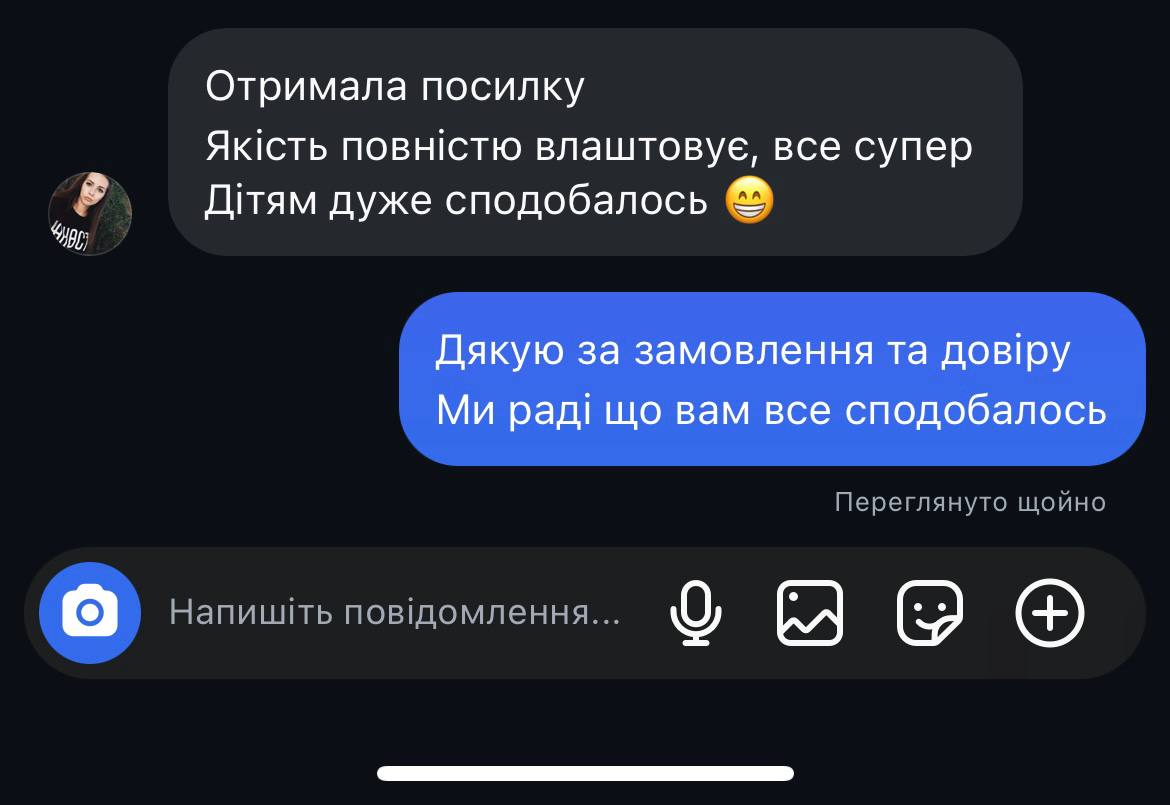 Отримала посилку
Якість повністю влаштовує, все супер
Дітям дуже сподобалось 😁
Дякую за замовлення та довіру
Ми раді що вам все сподобалось
Переглянуто щойно
Напишіть повідомлення...